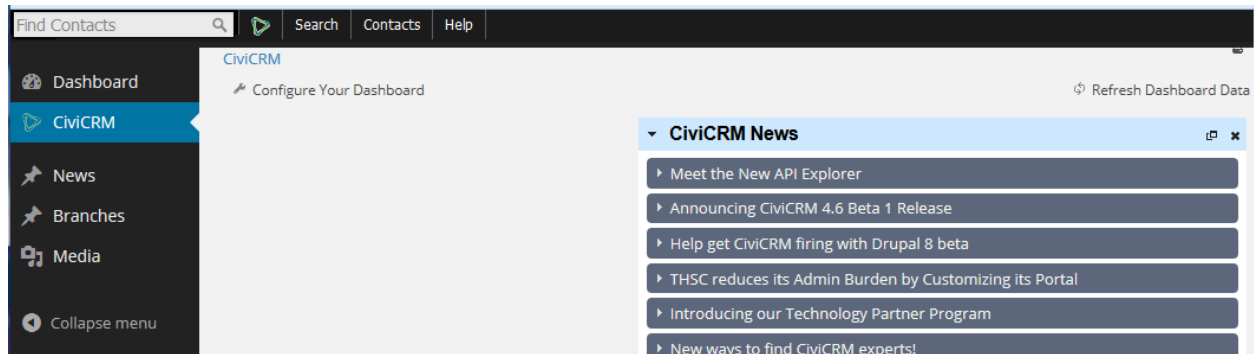 Find Contacts
Search
Contacts
Help
CiviCRM
Configure Your Dashboard
Refresh Dashboard Data
Dashboard
CiviCRM
News
Branches
Media
Collapse menu
CiviCRM News
Meet the New API Explorer
Announcing CiviCRM 4.6 Beta 1 Release
Help get CiviCRM firing with Drupal 8 beta
THSC reduces its Admin Burden by Customizing its Portal
Introducing our Technology Partner Program
New ways to find CiviCRM experts!